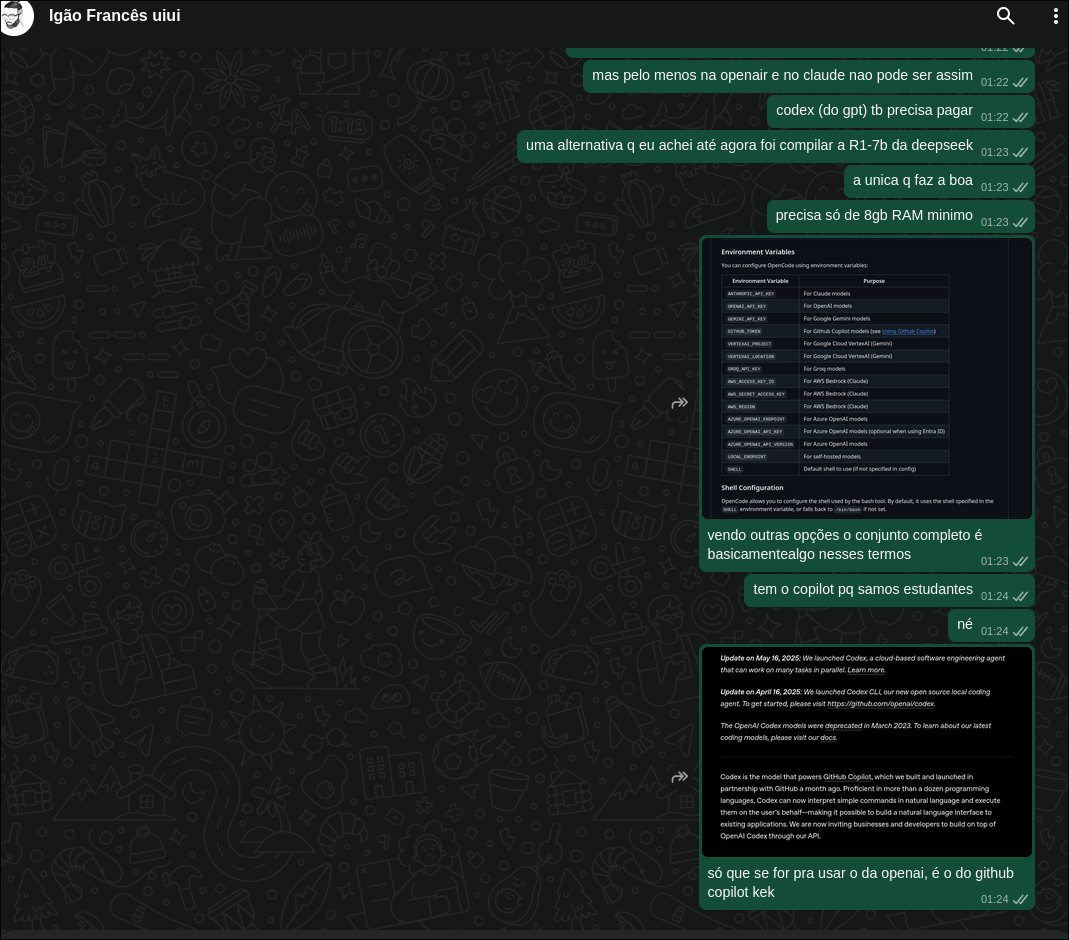 Igão Francês uiui
01:22
mas pelo menos na openair e no claude nao pode ser assim
01:22
codex (do gpt) tb precisa pagar
01:22
uma alternativa q eu achei até agora foi compilar a R1-7b da deepseek
01:23
a unica q faz a boa
01:23
precisa só de 8gb RAM minimo
01:23
Environment Variables
You can configure OpenCode using environment variables:
Environment Variable Purpose
ANTHROPIC_API_KEY For Claude models
OPENAI_API_KEY For OpenAI models
GEMINI_API_KEY For Google Gemini models
GITHUB_TOKEN For Github Copilot models (see Using Github Copilot)
VERTEXAI_PROJECT For Google Cloud VertexAI (Gemini)
VERTEXAI_LOCATION For Google Cloud VertexAI (Gemini)
GROQ_API_KEY For Groq models
AWS_ACCESS_KEY_ID For AWS Bedrock (Claude)
AWS_SECRET_ACCESS_KEY For AWS Bedrock (Claude)
AWS_REGION For AWS Bedrock (Claude)
AZURE_OPENAI_ENDPOINT For Azure OpenAI models
AZURE_OPENAI_API_KEY For Azure OpenAI models (optional when using Entra ID)
AZURE_OPENAI_API_VERSION For Azure OpenAI models
LOCAL_ENDPOINT For self-hosted models
SHELL Default shell to use (if not specified in config)
Shell Configuration
OpenCode allows you to configure the shell used by the bash tool. By default, it uses the shell specified in the
SHELL environment variable, or falls back to /bin/bash if not set.
vendo outras opções o conjunto completo é
basicamentealgo nesses termos
01:23
tem o copilot pq samos estudantes
01:24
né
01:24
Update on May 16, 2025: We launched Codex, a cloud-based software engineering agent
that can work on many tasks in parallel. Learn more.
Update on April 16, 2025: We launched Codex CLI, our new open source local coding
agent. To get started, please visit https://github.com/openai/codex.
The OpenAI Codex models were deprecated in March 2023. To learn about our latest
coding models, please visit our docs.
Codex is the model that powers GitHub Copilot, which we built and launched in
partnership with GitHub a month ago. Proficient in more than a dozen programming
languages, Codex can now interpret simple commands in natural language and execute
them on the user's behalf—making it possible to build a natural language interface to
existing applications. We are now inviting businesses and developers to build on top of
OpenAI Codex through our API.
só que se for pra usar o da openai, é o do github
copilot kek
01:24